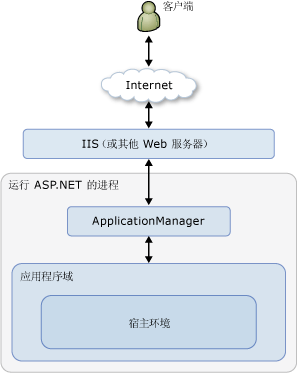 客户端
Internet
IIS（或其他 Web 服务器）
运行 ASP.NET 的进程
ApplicationManager
应用程序域
宿主环境